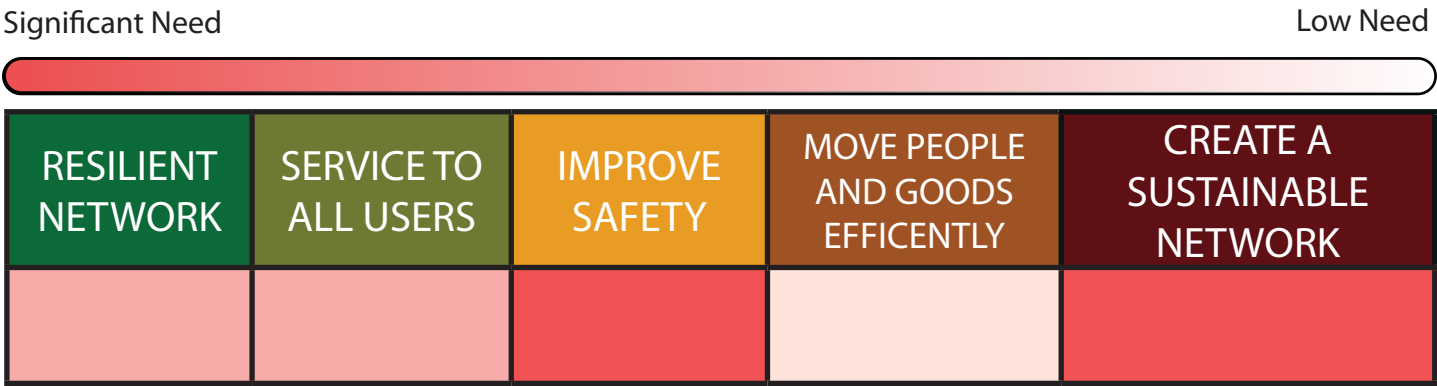 Significant Need
Low Need
RESILIENT
NETWORK
SERVICE TO
ALL USERS
IMPROVE
SAFETY
MOVE PEOPLE
AND GOODS
EFFICENTLY
CREATE A
SUSTAINABLE
NETWORK